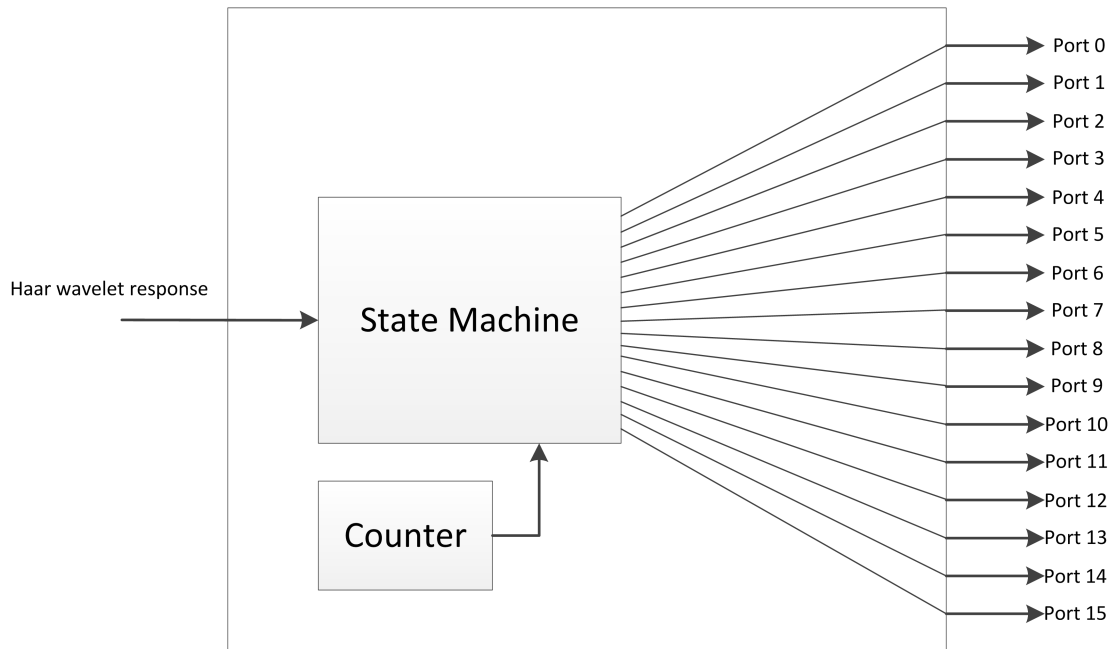 Port 0
Port 1
Port 2
Port 3
Port 4
Port 5
Port 6
Haar wavelet response
State Machine
Port 7
Port 8
Port 9
Port 10
Port 11
Port 12
Counter
Port 13
Port 14
Port 15